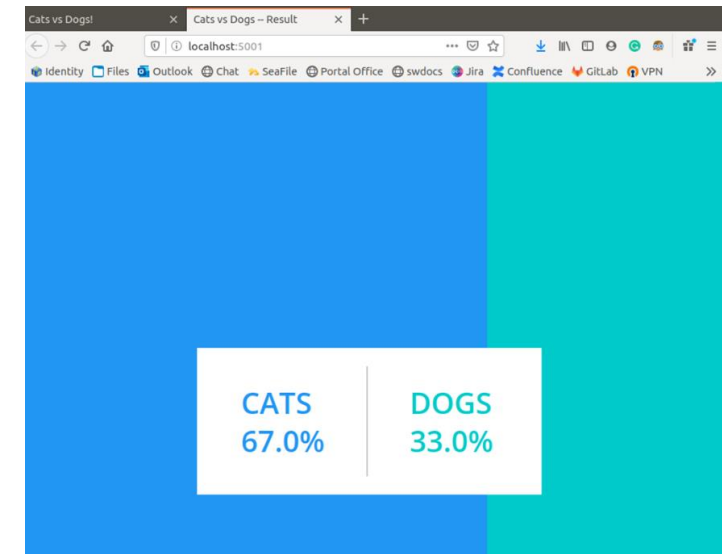 Cats vs Dogs! Cats vs Dogs -- Result
localhost:5001
Identity Files Outlook Chat SeaFile Portal Office swdocs Jira Confluence GitLab VPN
CATS DOGS
67.0% 33.0%